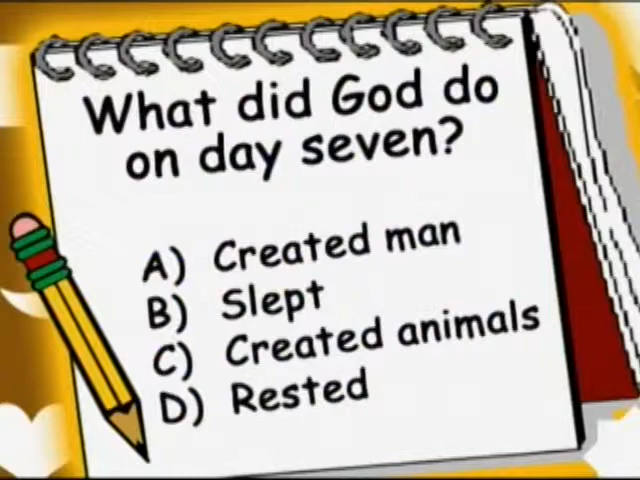 What did God do
on day seven?
A) Created man
B) Slept
C) Created animals
D) Rested